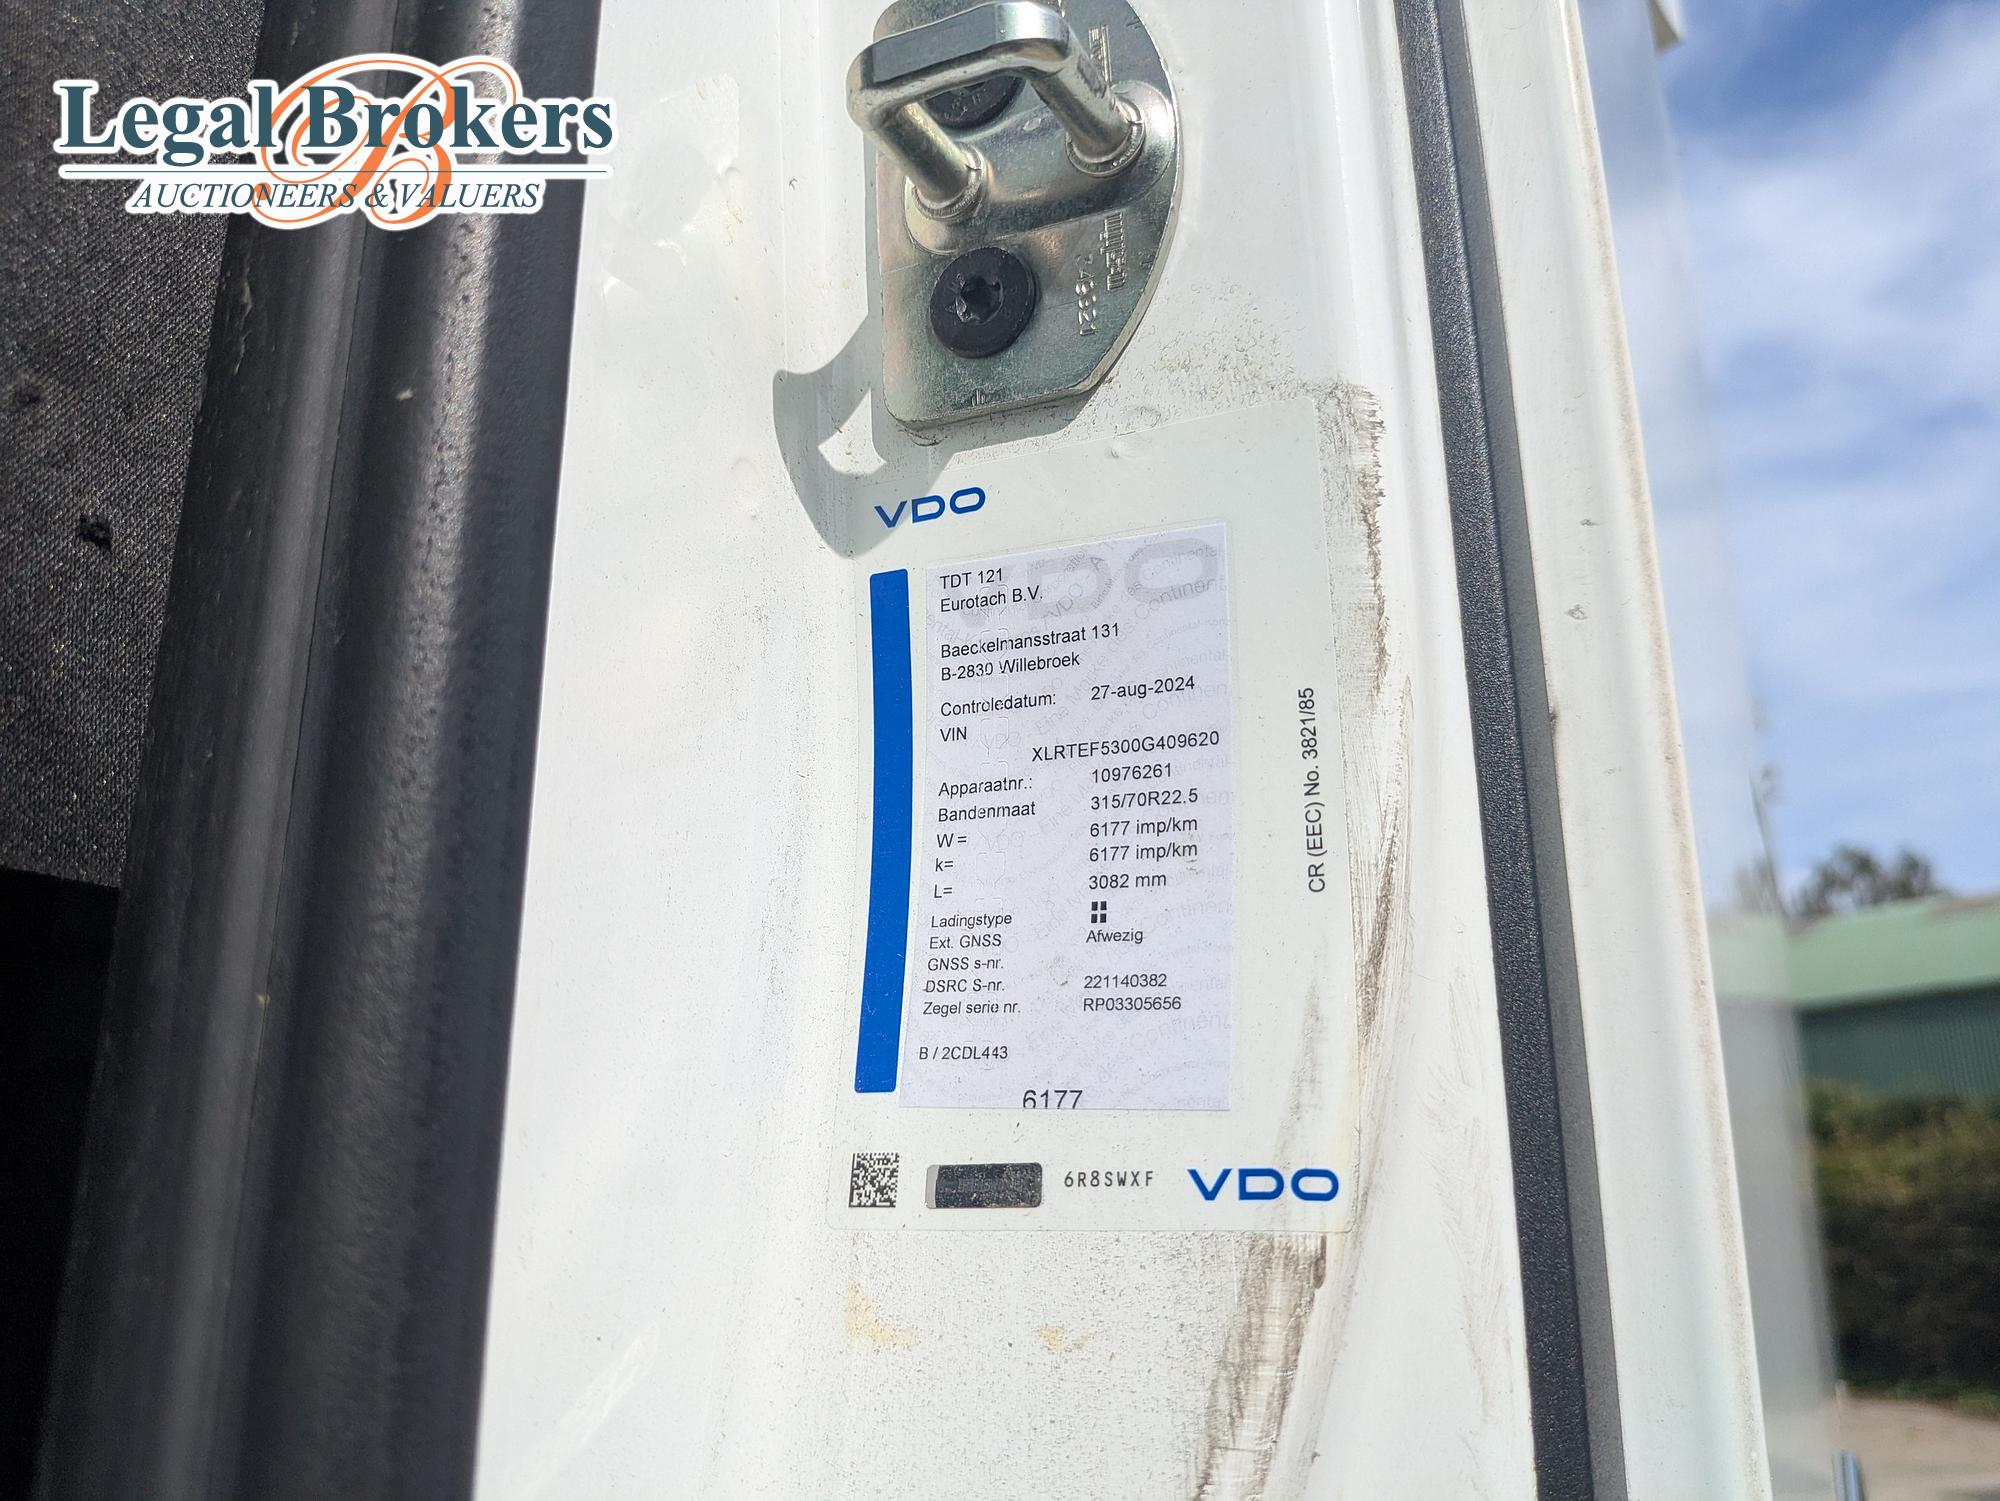 Legal Brokers
AUCTIONEERS & VALUERS
VDO
TDT 121
Eurotach B.V.
Baeckelmansstraat 131
B-2830 Willebroek
Controledatum: 27-aug-2024
VIN
XLRTEF5300G409620
Apparaatnr.: 10976261
Bandenmaat 315/70R22.5
W = 6177 imp/km
k= 6177 imp/km
L= 3082 mm
Ladingstype
Ext. GNSS Afwezig
GNSS s-nr.
DSRC S-nr. 221140382
Zegel serie nr. RP03305656
B / 2CDL443
6177
CR (EEC) No. 3821/85
6R8SWXF
VDO